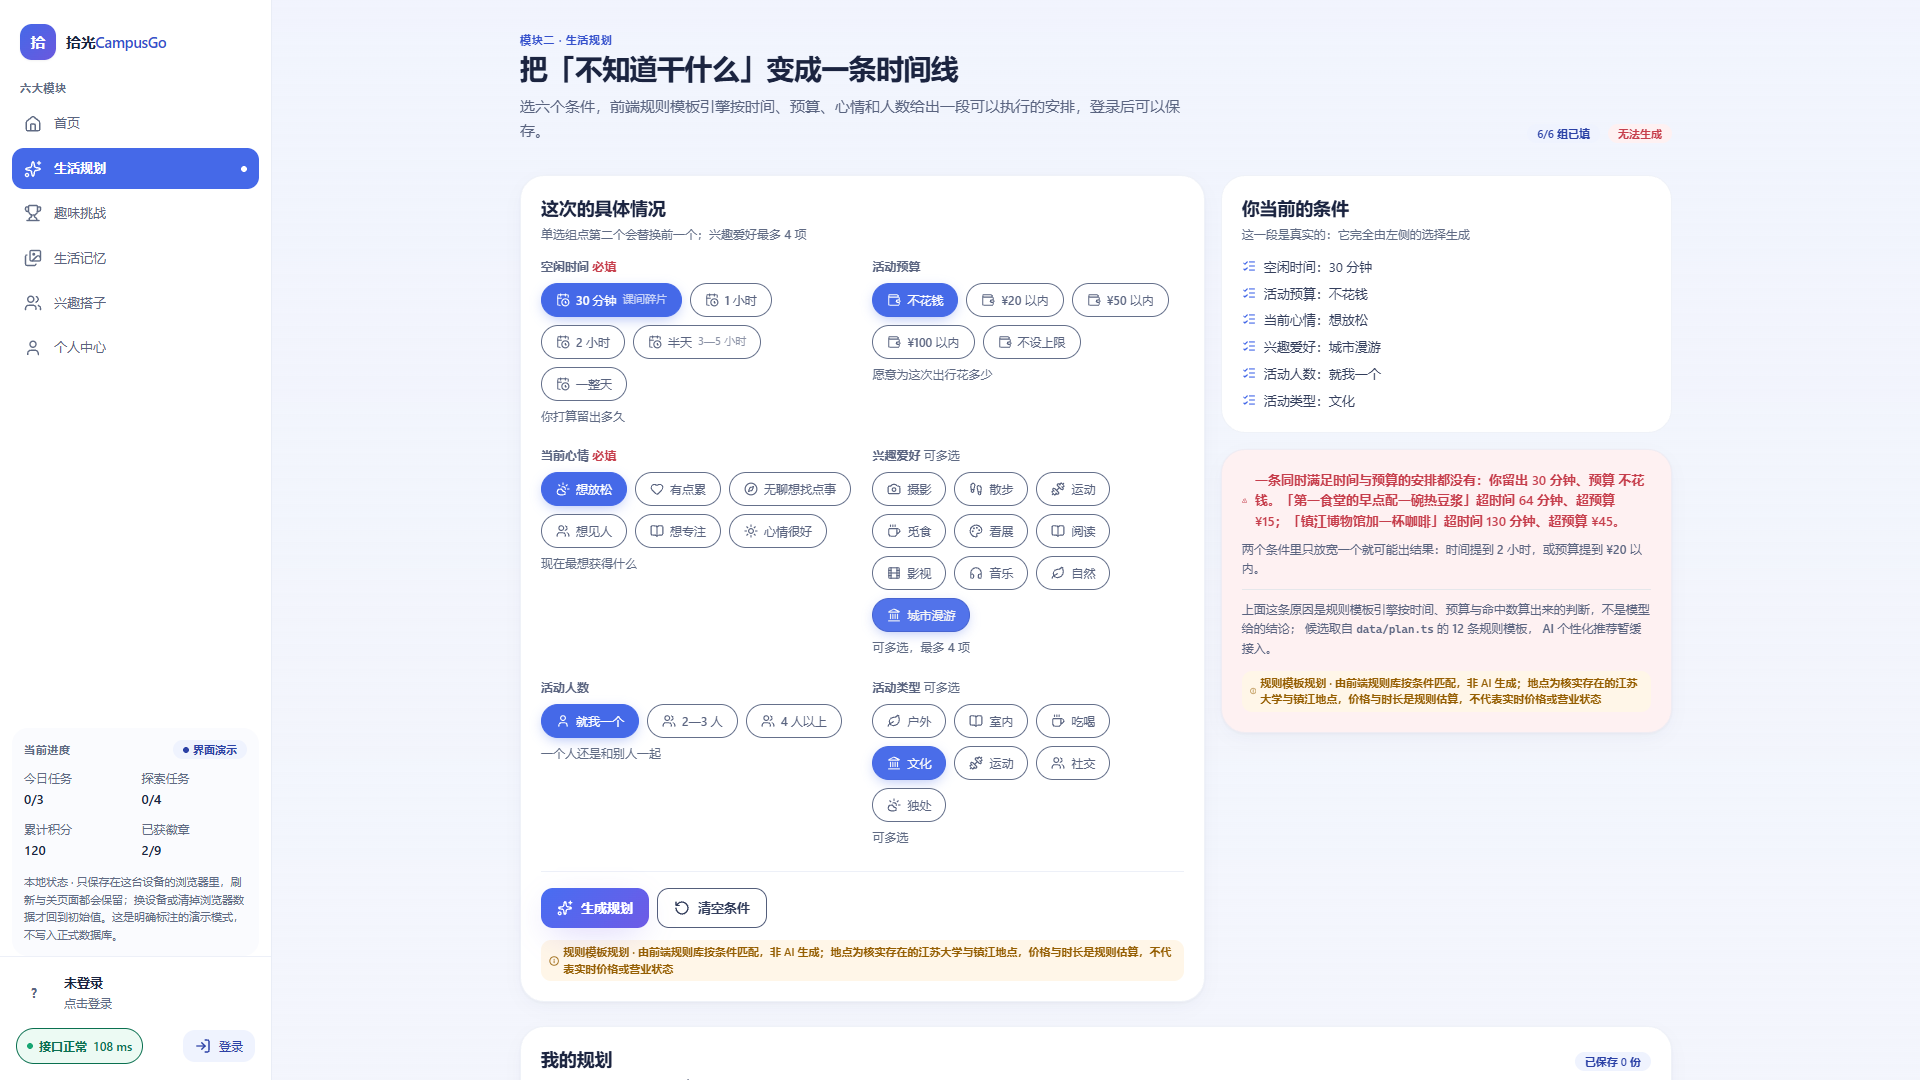 拾
拾光CampusGo
六大模块
首页
生活规划
趣味挑战
生活记忆
兴趣搭子
个人中心
当前进度
界面演示
今日任务
探索任务
0/3
0/4
累计积分
已获徽章
120
2/9
本地状态 · 只保存在这台设备的浏览器里，刷
新与关页面都会保留；换设备或清掉浏览器数
据才回到初始值。这是明确标注的演示模式，
不写入正式数据库。
?
未登录
点击登录
接口正常 108 ms
登录
模块二 · 生活规划
把「不知道干什么」变成一条时间线
选六个条件，前端规则模板引擎按时间、预算、心情和人数给出一段可以执行的安排，登录后可以保
存。
6/6 组已填
无法生成
这次的具体情况
单选组点第二个会替换前一个；兴趣爱好最多 4 项
空闲时间 必填
30 分钟 课间碎片
1 小时
2 小时
半天 3—5 小时
一整天
你打算留出多久
活动预算
不花钱
¥20 以内
¥50 以内
¥100 以内
不设上限
愿意为这次出行花多少
当前心情 必填
想放松
有点累
无聊想找点事
想见人
想专注
心情很好
现在最想获得什么
兴趣爱好 可多选
摄影
散步
运动
觅食
看展
阅读
影视
音乐
自然
城市漫游
可多选，最多 4 项
活动人数
就我一个
2—3 人
4 人以上
一个人还是和别人一起
活动类型 可多选
户外
室内
吃喝
文化
运动
社交
独处
可多选
生成规划
清空条件
规则模板规划 · 由前端规则库按条件匹配，非 AI 生成；地点为核实存在的江苏大学与镇江地点，价格与时长是规则估算，不代
表实时价格或营业状态
你当前的条件
这一段是真实的：它完全由左侧的选择生成
空闲时间：30 分钟
活动预算：不花钱
当前心情：想放松
兴趣爱好：城市漫游
活动人数：就我一个
活动类型：文化
一条同时满足时间与预算的安排都没有：你留出 30 分钟、预算 不花
钱。「第一食堂的早点配一碗热豆浆」超时间 64 分钟、超预算
¥15；「镇江博物馆加一杯咖啡」超时间 130 分钟、超预算 ¥45。
两个条件里只放宽一个就可能出结果：时间提到 2 小时，或预算提到 ¥20 以
内。
上面这条原因是规则模板引擎按时间、预算与命中数算出来的判断，不是模型
给的结论； 候选取自 data/plan.ts 的 12 条规则模板， AI 个性化推荐暂缓
接入。
规则模板规划 · 由前端规则库按条件匹配，非 AI 生成；地点为核实存在的江苏
大学与镇江地点，价格与时长是规则估算，不代表实时价格或营业状态
我的规划
已保存 0 份